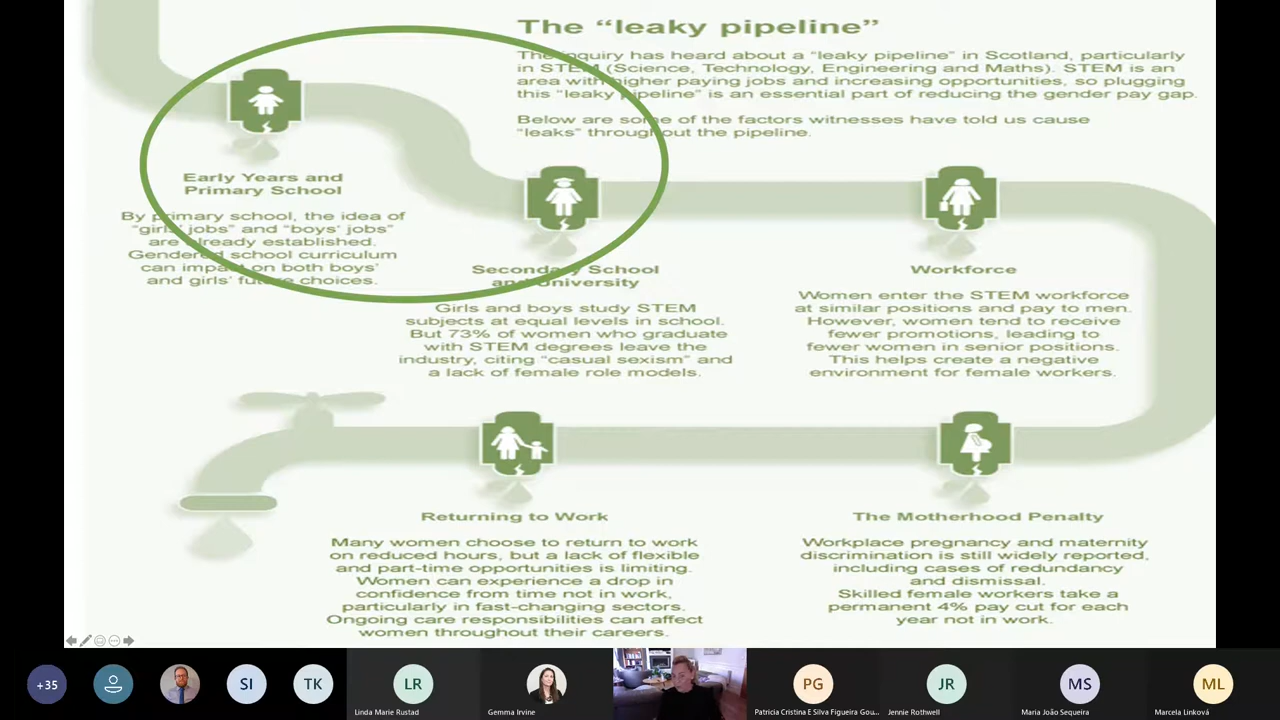 The “leaky pipeline”
The inquiry has heard about a “leaky pipeline” in Scotland, particularly
in STEM (Science, Technology, Engineering and Maths). STEM is an
area with higher paying jobs and increasing opportunities, so plugging
this “leaky pipeline” is an essential part of reducing the gender pay gap.
Below are some of the factors witnesses have told us cause
“leaks” throughout the pipeline.
Early Years and
Primary School
By primary school, the idea of
“girls’ jobs” and “boys’ jobs”
are already established.
Gendered school curriculum
can impact on both boys’
and girls’ future choices.
Secondary School
and University
Girls and boys study STEM
subjects at equal levels in school.
But 73% of women who graduate
with STEM degrees leave the
industry, citing “casual sexism” and
a lack of female role models.
Workforce
Women enter the STEM workforce
at similar positions and pay to men.
However, women tend to receive
fewer promotions, leading to
fewer women in senior positions.
This helps create a negative
environment for female workers.
Returning to Work
Many women choose to return to work
on reduced hours, but a lack of flexible
and part-time opportunities is limiting.
Women can experience a drop in
confidence from time not in work,
particularly in fast-changing sectors.
Ongoing care responsibilities can affect
women throughout their careers.
The Motherhood Penalty
Workplace pregnancy and maternity
discrimination is still widely reported,
including cases of redundancy
and dismissal.
Skilled female workers take a
permanent 4% pay cut for each
year not in work.
+35
SI
TK
LR
Linda Marie Rustad
Gemma Irvine
PG
Patricia Cristina E Silva Figueira Gou...
JR
Jennie Rothwell
MS
Maria João Sequeira
ML
Marcela Linková